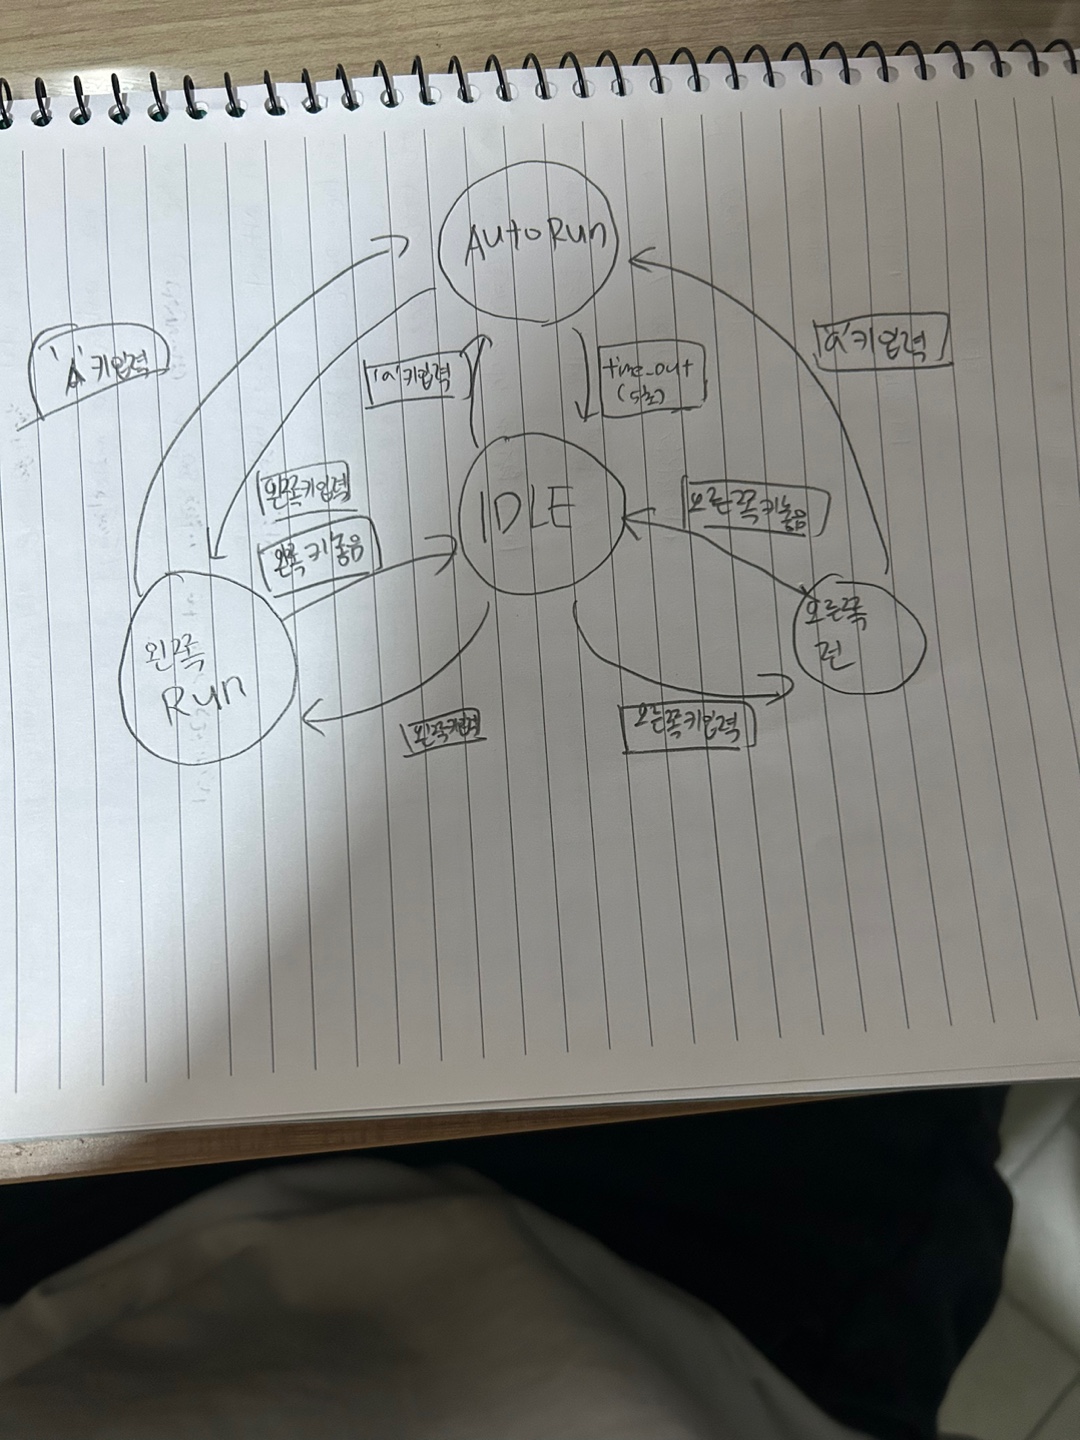 AutoRun
'A' 키입력
'a' 키입력
time_out
(5초)
'a' 키입력
왼쪽키입력
왼쪽 키 놓음
IDLE
오른쪽 키놓음
왼쪽
Run
오른쪽
런
왼쪽키입력
오른쪽키입력